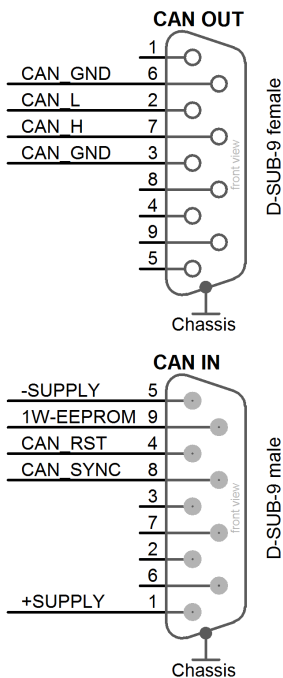 CAN OUT
1
CAN_GND 6
CAN_L 2
CAN_H 7
CAN_GND 3
8
4
9
5
front view
D-SUB-9 female
Chassis
CAN IN
-SUPPLY 5
1W-EEPROM 9
CAN_RST 4
CAN_SYNC 8
3
7
2
6
+SUPPLY 1
front view
D-SUB-9 male
Chassis